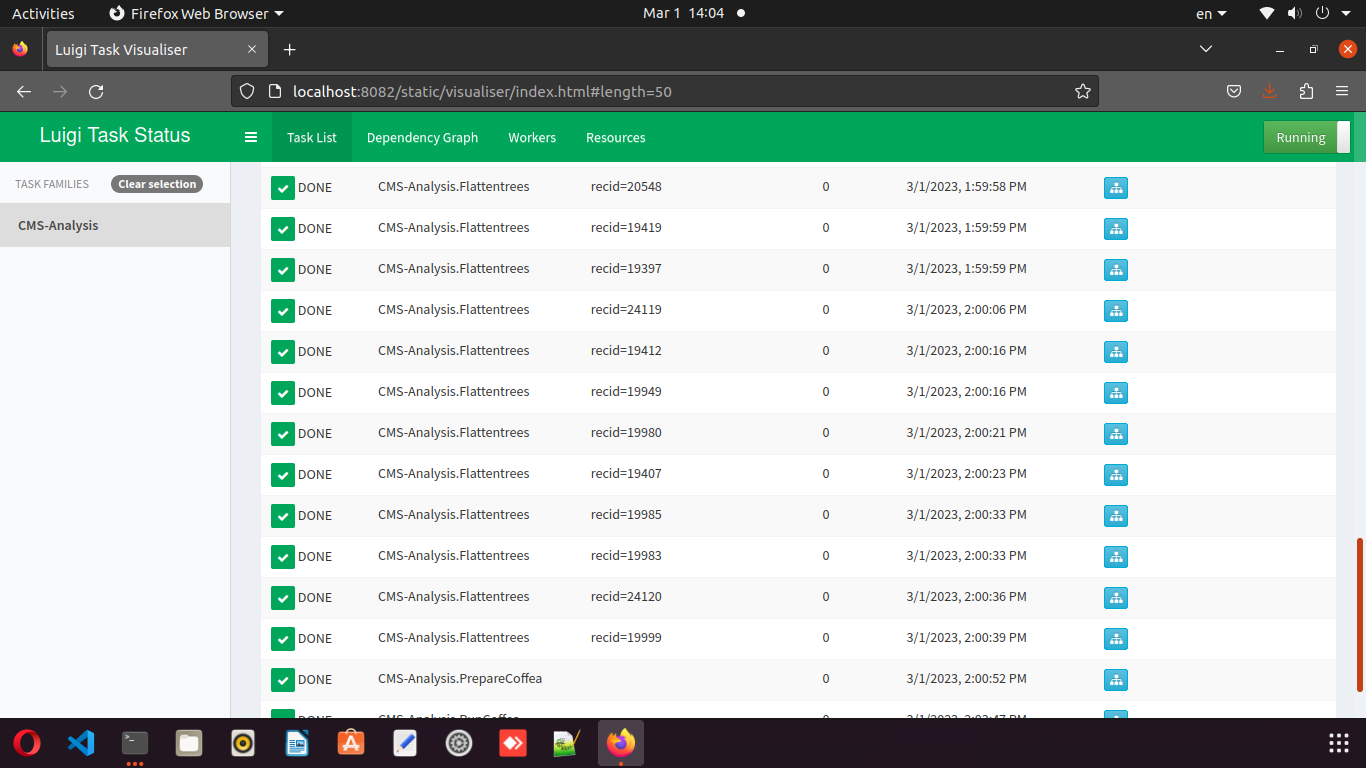 Activities Firefox Web Browser Mar 1 14:04 en
Luigi Task Visualiser
localhost:8082/static/visualiser/index.html#length=50
Luigi Task Status Task List Dependency Graph Workers Resources Running
TASK FAMILIES Clear selection
CMS-Analysis
DONE CMS-Analysis.Flattentrees recid=20548 0 3/1/2023, 1:59:58 PM
DONE CMS-Analysis.Flattentrees recid=19419 0 3/1/2023, 1:59:59 PM
DONE CMS-Analysis.Flattentrees recid=19397 0 3/1/2023, 1:59:59 PM
DONE CMS-Analysis.Flattentrees recid=24119 0 3/1/2023, 2:00:06 PM
DONE CMS-Analysis.Flattentrees recid=19412 0 3/1/2023, 2:00:16 PM
DONE CMS-Analysis.Flattentrees recid=19949 0 3/1/2023, 2:00:16 PM
DONE CMS-Analysis.Flattentrees recid=19980 0 3/1/2023, 2:00:21 PM
DONE CMS-Analysis.Flattentrees recid=19407 0 3/1/2023, 2:00:23 PM
DONE CMS-Analysis.Flattentrees recid=19985 0 3/1/2023, 2:00:33 PM
DONE CMS-Analysis.Flattentrees recid=19983 0 3/1/2023, 2:00:33 PM
DONE CMS-Analysis.Flattentrees recid=24120 0 3/1/2023, 2:00:36 PM
DONE CMS-Analysis.Flattentrees recid=19999 0 3/1/2023, 2:00:39 PM
DONE CMS-Analysis.PrepareCoffea 0 3/1/2023, 2:00:52 PM